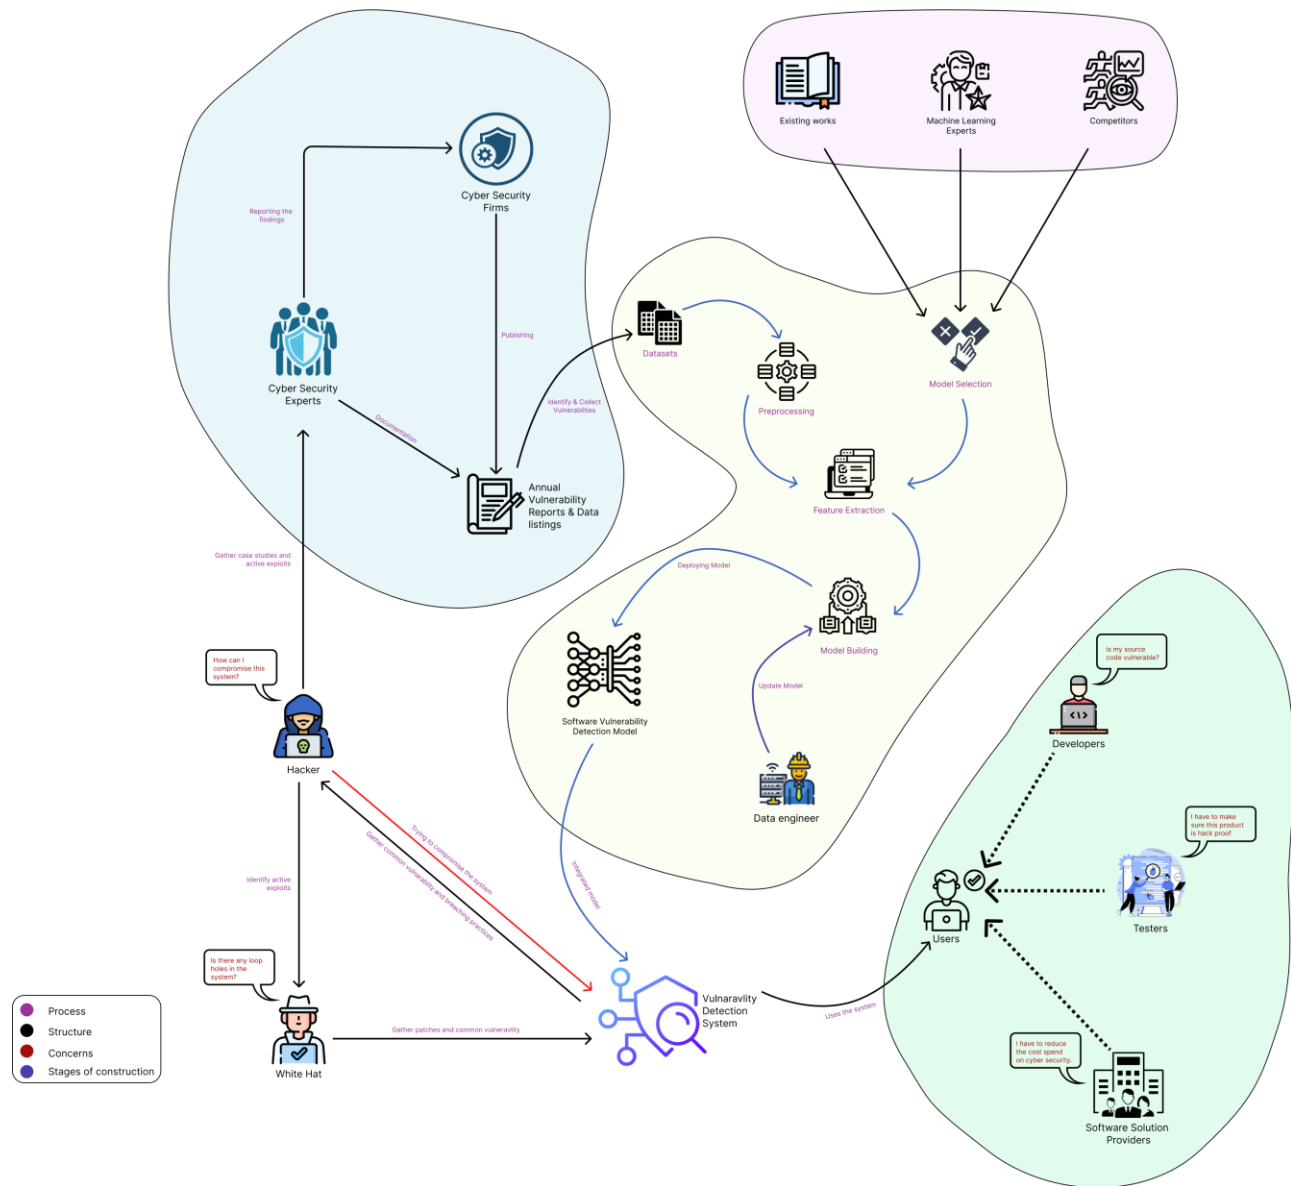 Existing works
Machine Learning
Experts
Competitors
Cyber Security
Firms
Reporting the
findings
Publishing
Cyber Security
Experts
Documentation
Identify & Collect
Vulnerabilities
Annual
Vulnerability
Reports & Data
listings
Gather case studies and
active exploits
Datasets
Preprocessing
Model Selection
Feature Extraction
Deploying Model
Model Building
Update Model
Software Vulnerability
Detection Model
Data engineer
Integrated model
How can I
compromise this
system?
Hacker
Trying to compromise the system
Gather common vulnarability and breaching practices
Identify active
exploits
Is there any loop
holes in the
system?
White Hat
Gather patches and common vulneravlity
Vulnaravlity
Detection
System
Uses the system
Is my source
code vulnerable?
Developers
I have to make
sure this product
is hack proof
Testers
Users
I have to reduce
the cost spend
on cyber security.
Software Solution
Providers
Process
Structure
Concerns
Stages of construction